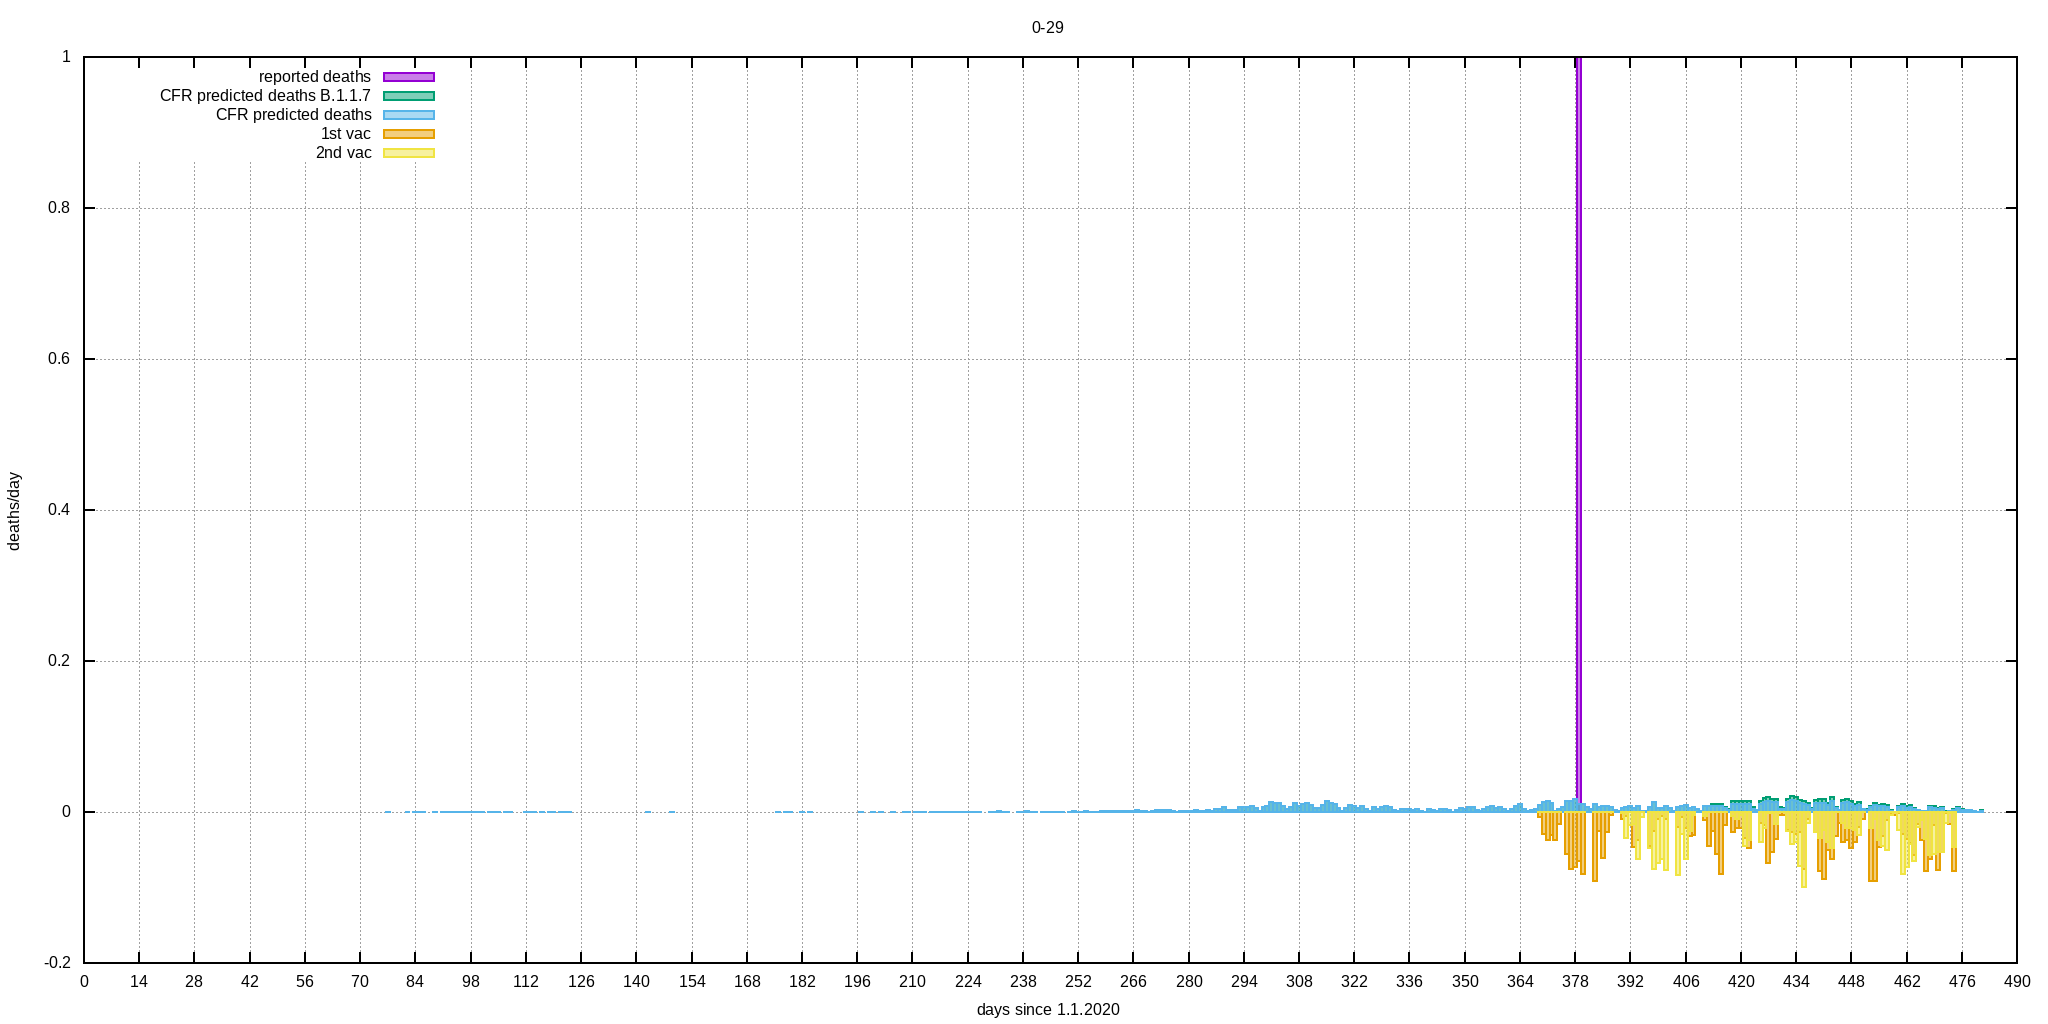 0-29
1
reported deaths
CFR predicted deaths B.1.1.7
CFR predicted deaths
1st vac
2nd vac
0.8
0.6
0.4
0.2
0
-0.2
deaths/day
0 14 28 42 56 70 84 98 112 126 140 154 168 182 196 210 224 238 252 266 280 294 308 322 336 350 364 378 392 406 420 434 448 462 476 490
days since 1.1.2020